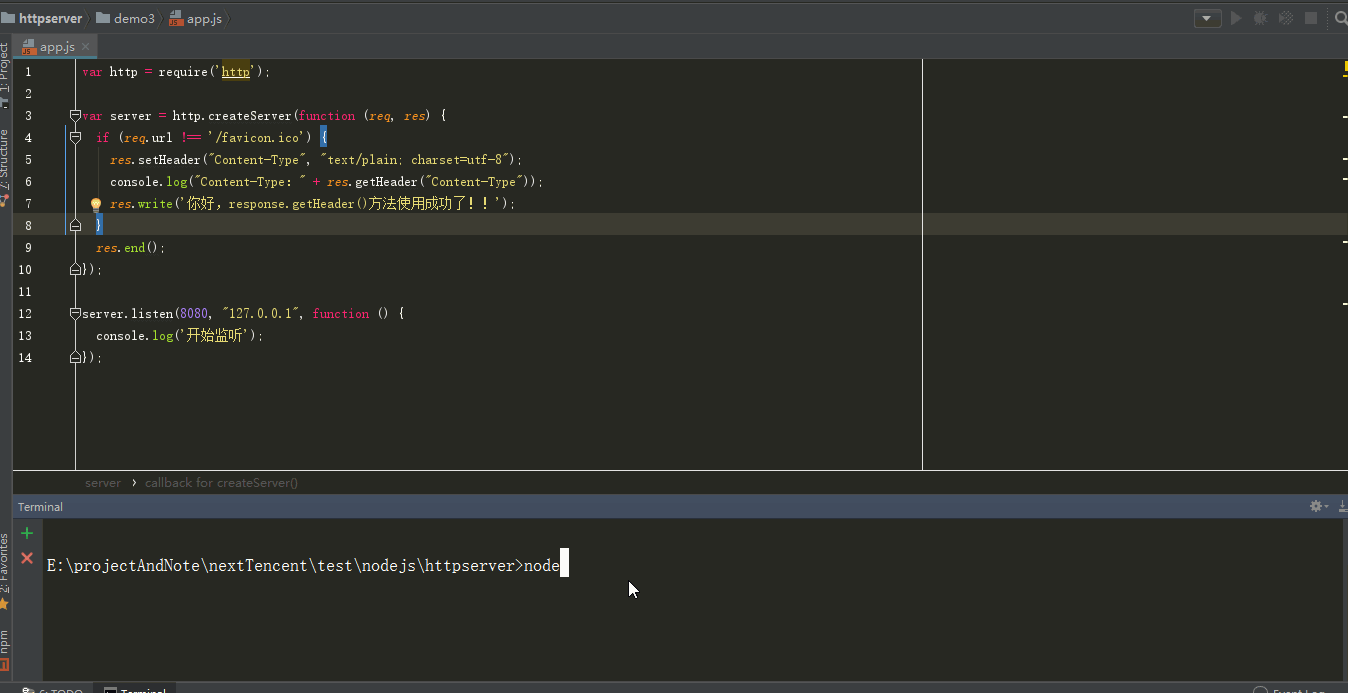 httpserver demo3 app.js
app.js
1: Project
7: Structure
2: Favorites
npm
1 var http = require('http');
2
3 var server = http.createServer(function (req, res) {
4 if (req.url !== '/favicon.ico') {
5 res.setHeader("Content-Type", "text/plain; charset=utf-8");
6 console.log("Content-Type: " + res.getHeader("Content-Type"));
7 res.write('你好，response.getHeader()方法使用成功了！！');
8 }
9 res.end();
10 });
11
12 server.listen(8080, "127.0.0.1", function () {
13 console.log('开始监听');
14 });
server › callback for createServer()
Terminal
E:\projectAndNote\nextTencent\test\nodejs\httpserver>node
6: TODO Terminal Event Log